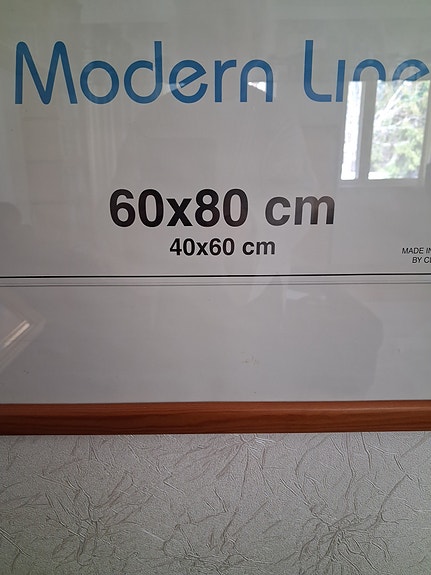 Modern Line
60x80 cm
40x60 cm
MADE IN
BY